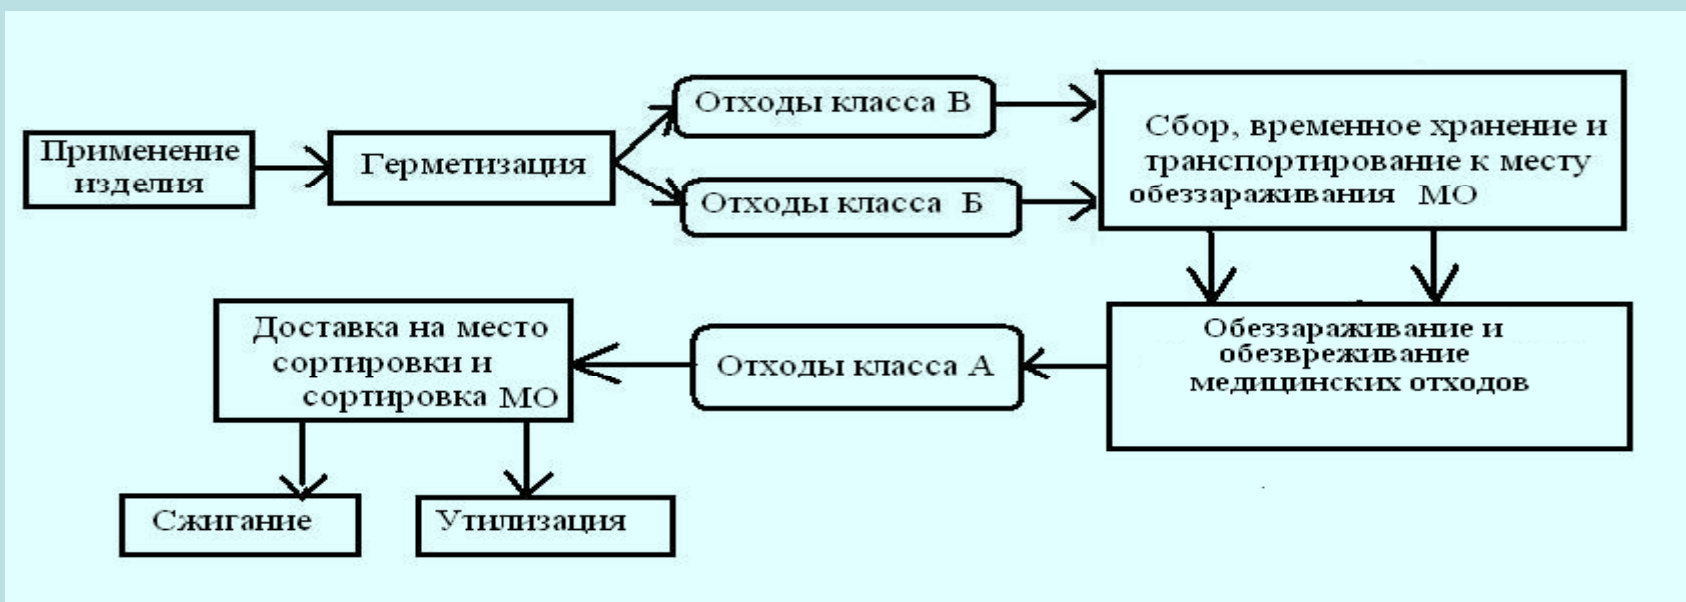 Применение
изделия
Герметизация
Отходы класса В
Отходы класса Б
Сбор, временное хранение и
транспортирование к месту
обеззараживания МО
Обеззараживание и
обезвреживание
медицинских отходов
Отходы класса А
Доставка на место
сортировки и
сортировка МО
Сжигание
Утилизация